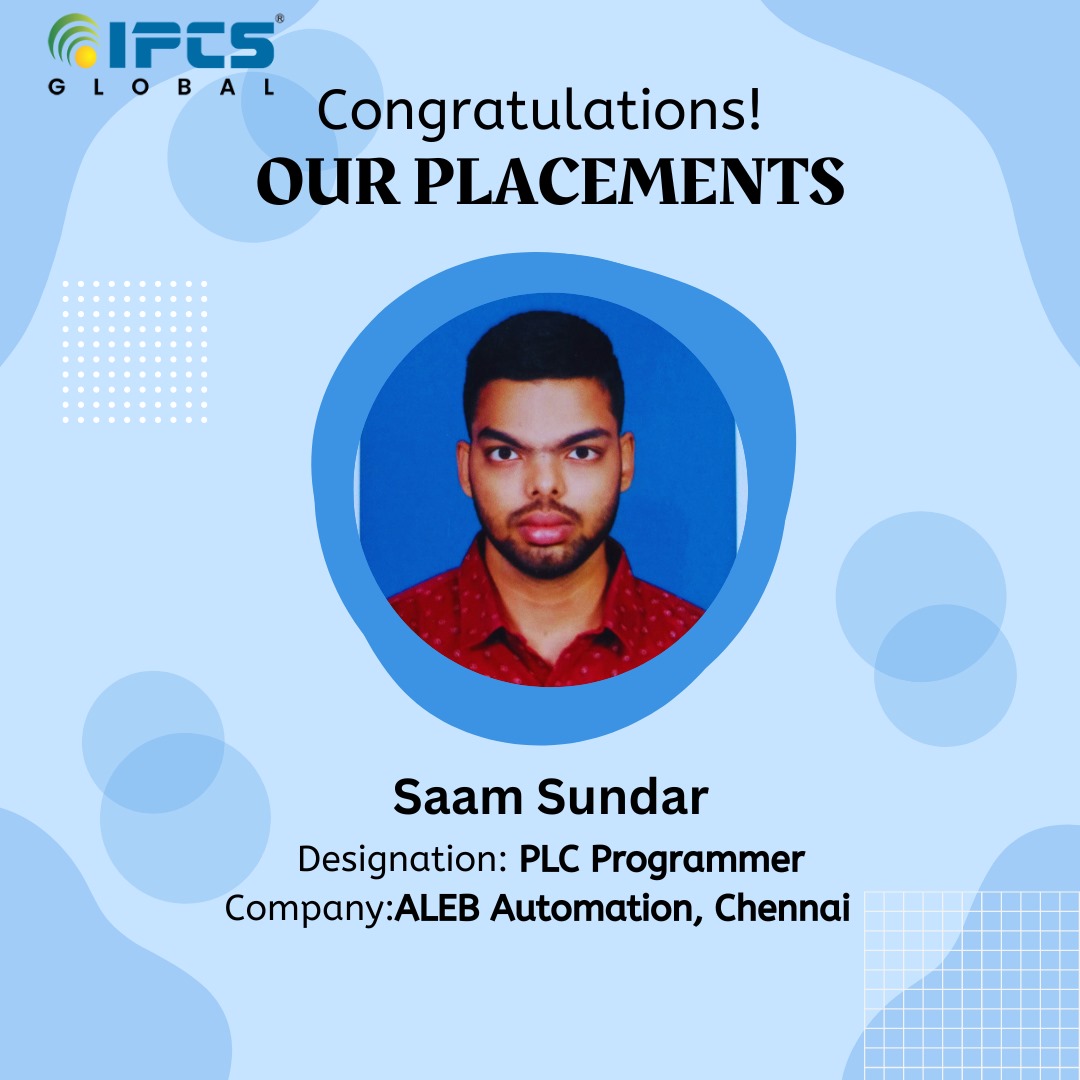 IPCS®
GLOBAL
Congratulations!
OUR PLACEMENTS
Saam Sundar
Designation: PLC Programmer
Company:ALEB Automation, Chennai